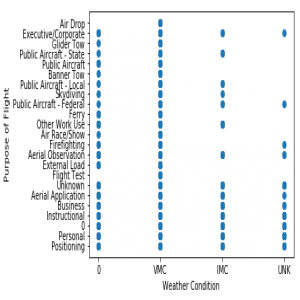 Air Drop
Executive/Corporate
Glider Tow
Public Aircraft - State
Public Aircraft
Banner Tow
Public Aircraft - Local
Skydiving
Public Aircraft - Federal
Ferry
Other Work Use
Air Race/Show
Firefighting
Aerial Observation
External Load
Flight Test
Unknown
Aerial Application
Business
Instructional
0
Personal
Positioning
Purpose of Flight
0 VMC IMC UNK
Weather Condition